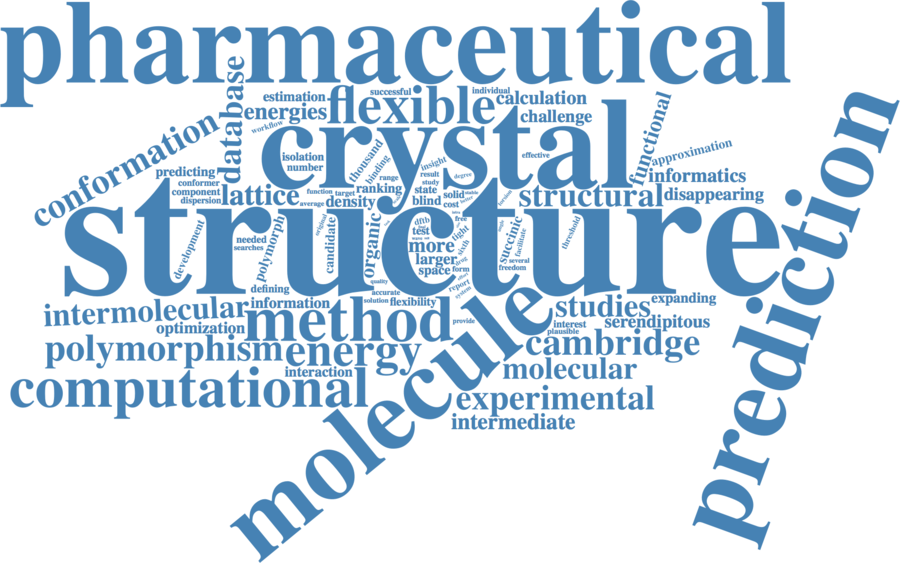 pharmaceutical
successful
individual
estimation
flexible
calculation
energies
challenge
database
workflow
crystal
functional
conformation
isolation
number
thousand
binding
insight
effective
approximation
predicting
conformer
component
dispersion
range
result
study
degree
informatics
lattice
function
target
ranking
state
solid
structural
disappearing
average
density
blind
cost
structure
prediction
development
needed
searches
polymorph
original
candidate
organic
dftb
test
free
tight
more
sixth
larger
drug
space
form
succinic
facilitate
threshold
several
freedom
defining
quality
accurate
report
system
intermolecular
information
solution
flexibility
method
molecule
studies
expanding
optimization
provide
interest
plausible
serendipitous
polymorphism
energy
cambridge
interaction
molecular
computational
experimental
intermediate